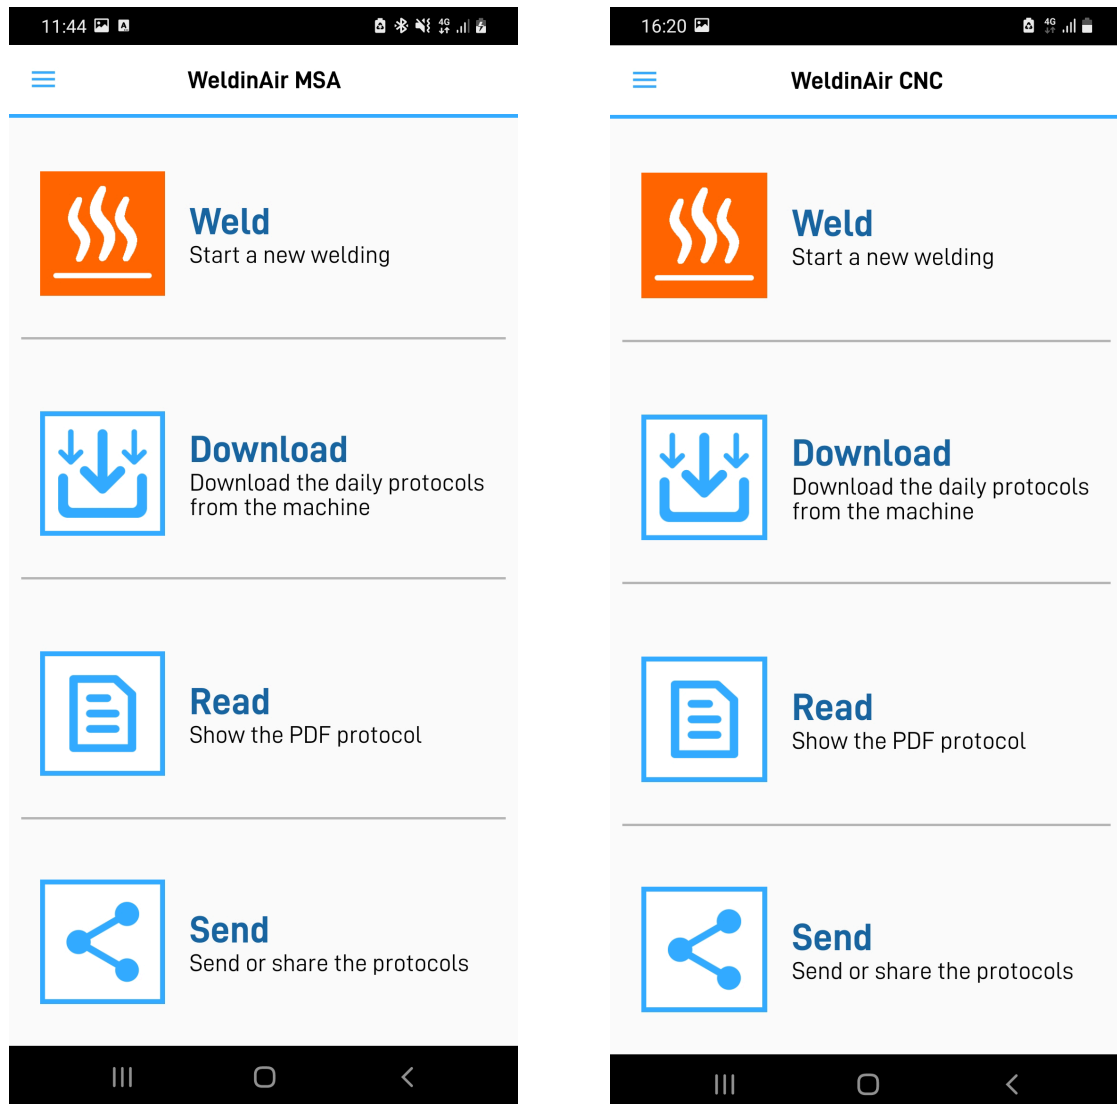 11:44
4G
WeldinAir MSA
Weld
Start a new welding
Download
Download the daily protocols
from the machine
Read
Show the PDF protocol
Send
Send or share the protocols
16:20
4G
WeldinAir CNC
Weld
Start a new welding
Download
Download the daily protocols
from the machine
Read
Show the PDF protocol
Send
Send or share the protocols